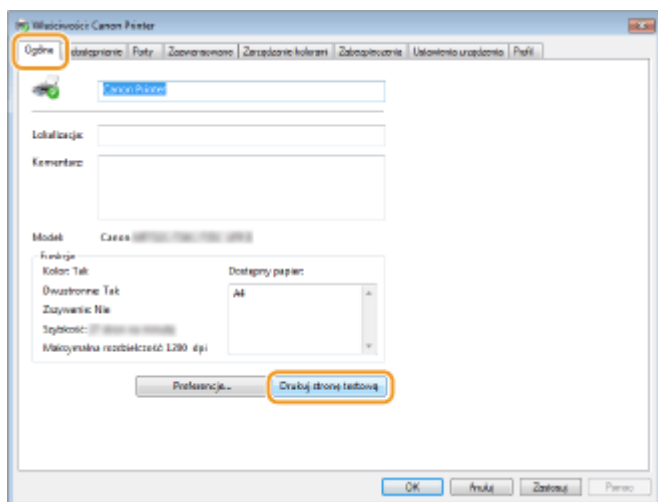 Właściwości: Canon Printer
Ogólne Udostępnianie Porty Zaawansowane Zarządzanie kolorami Zabezpieczenia Ustawienia urządzenia Profil
Canon Printer
Lokalizacja:
Komentarz:
Model: Canon
Funkcje
Kolor: Tak Dostępny papier:
Dwustronne: Tak A4
Zszywanie: Nie
Szybkość:
Maksymalna rozdzielczość: 1200 dpi
Preferencje... Drukuj stronę testową
OK Anuluj Zastosuj Pomoc